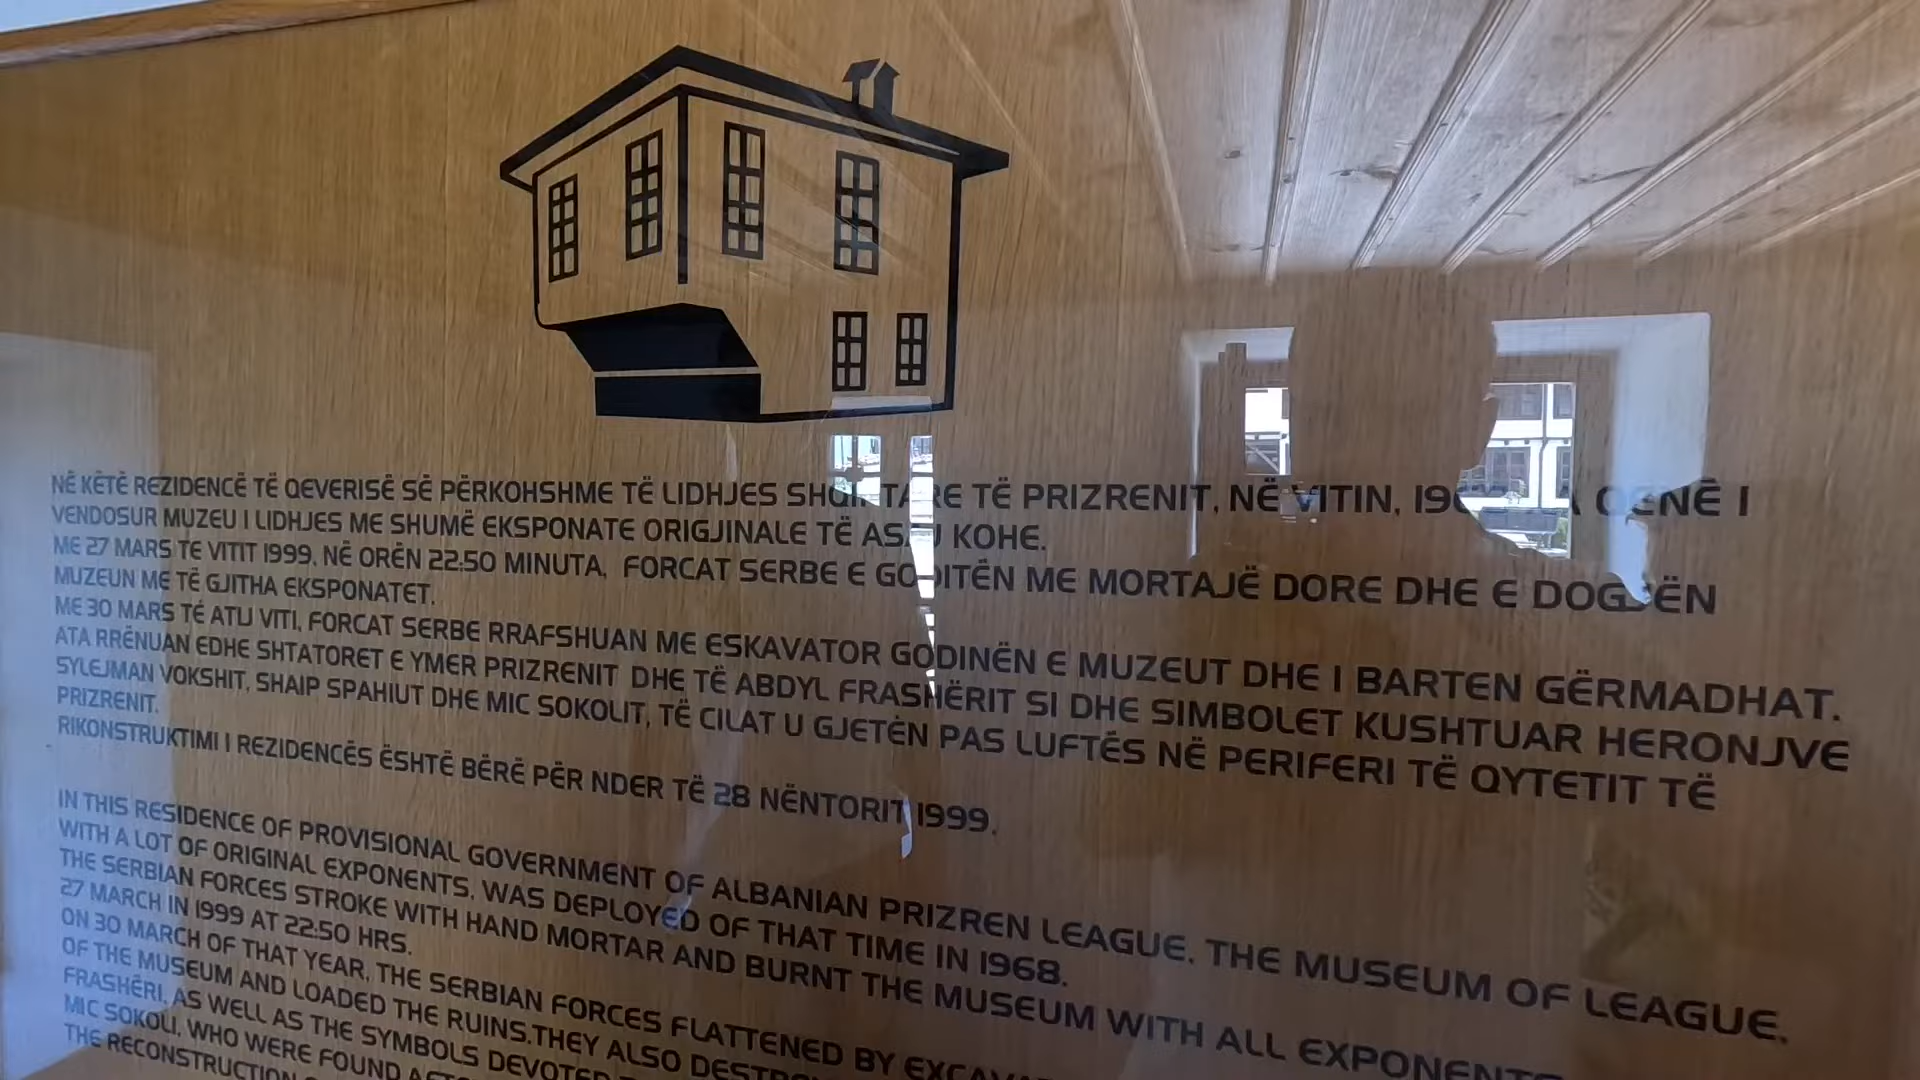 NË KËTË REZIDENCË TË QEVERISË SË PËRKOHSHME TË LIDHJES SHQIPTARE TË PRIZRENIT, NË VITIN, QENË I
VENDOSUR MUZEU I LIDHJES ME SHUMË EKSPONATE ORIGJINALE TË ASAJ KOHE.
ME 27 MARS TË VITIT 1999, NË ORËN 22:50 MINUTA, FORCAT SERBE E GODITËN ME MORTAJË DORE DHE E DOGJËN
MUZEUN ME TË GJITHA EKSPONATET.
ME 30 MARS TË ATIJ VITI, FORCAT SERBE RRAFSHUAN ME ESKAVATOR GODINËN E MUZEUT DHE I BARTEN GËRMADHAT.
ATA RRËNUAN EDHE SHTATORET E YMER PRIZRENIT DHE TË ABDYL FRASHËRIT SI DHE SIMBOLET KUSHTUAR HERONJVE
SYLEJMAN VOKSHIT, SHAIP SPAHIUT DHE MIC SOKOLIT, TË CILAT U GJETËN PAS LUFTËS NË PERIFERI TË QYTETIT TË
PRIZRENIT.
RIKONSTRUKTIMI I REZIDENCËS ËSHTË BËRË PËR NDER TË 28 NËNTORIT 1999.
IN THIS RESIDENCE OF PROVISIONAL GOVERNMENT OF ALBANIAN PRIZREN LEAGUE, THE MUSEUM OF LEAGUE,
WITH A LOT OF ORIGINAL EXPONENTS, WAS DEPLOYED OF THAT TIME IN 1968.
THE SERBIAN FORCES STROKE WITH HAND MORTAR AND BURNT THE MUSEUM WITH ALL EXPONENTS
27 MARCH IN 1999 AT 22:50 HRS.
ON 30 MARCH OF THAT YEAR, THE SERBIAN FORCES FLATTENED BY
OF THE MUSEUM AND LOADED THE RUINS.THEY ALSO
FRASHËRI, AS WELL AS THE SYMBOLS DEVOTED
MIC SOKOLI, WHO WERE FOUND
THE RECONSTRUCTION